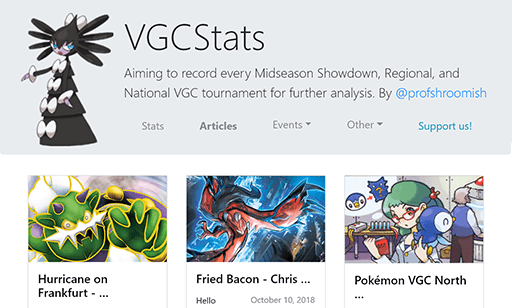 VGCStats
Aiming to record every Midseason Showdown, Regional, and
National VGC tournament for further analysis. By @profshroomish
Stats Articles Events Other Support us!
Hurricane on
Frankfurt - ...
Fried Bacon - Chris ...
Hello October 10, 2018
Pokémon VGC North
...